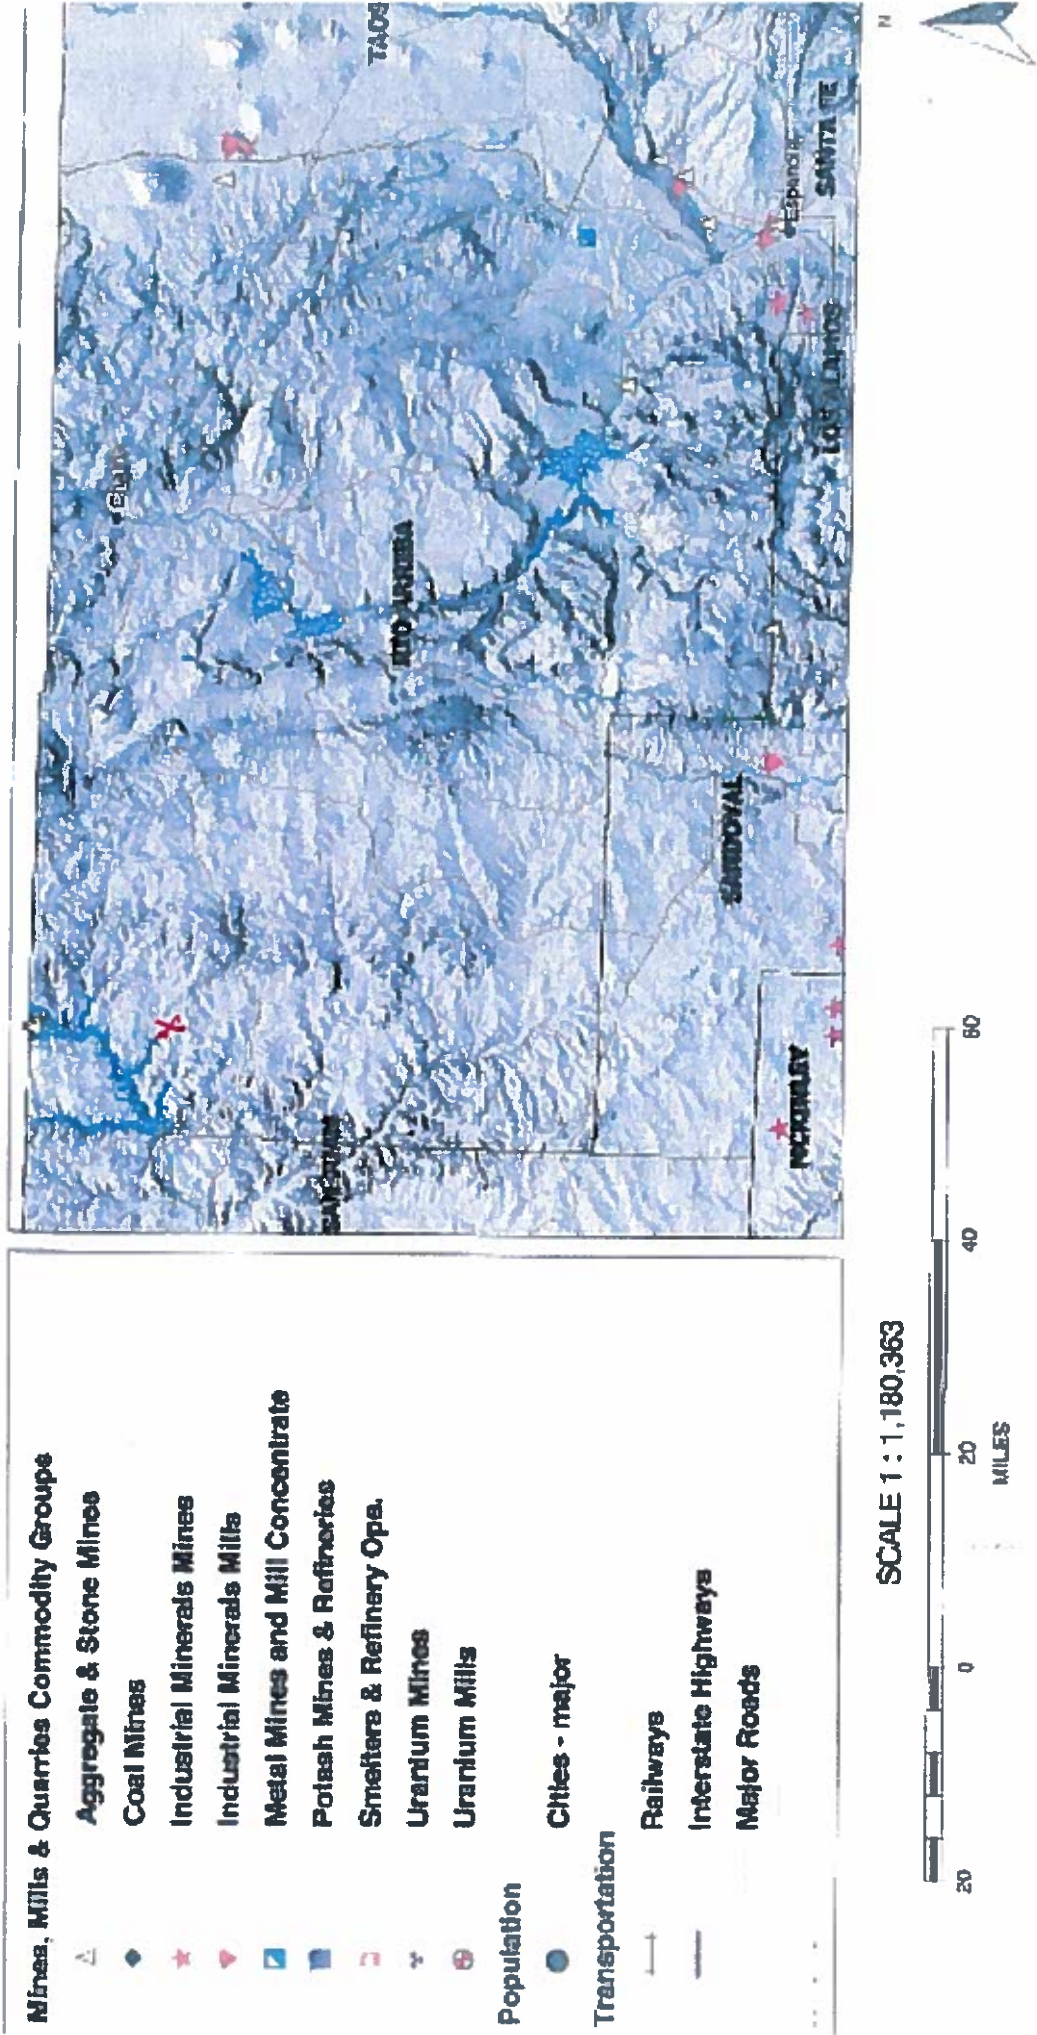 Mines, Mills & Quarries Commodity Groups
Aggregate & Stone Mines
Coal Mines
Industrial Minerals Mines
Industrial Minerals Mills
Metal Mines and Mill Concentrate
Potash Mines & Refineries
Smelters & Refinery Ops.
Uranium Mines
Uranium Mills
Population
Cities - major
Transportation
Railways
Interstate Highways
Major Roads
SAN JUAN
RIO ARRIBA
TAOS
MCKINLEY
SANDOVAL
LOS ALAMOS
Espanola
SANTA FE
SCALE 1 : 1,180,363
20 0 20 40 60
MILES
N